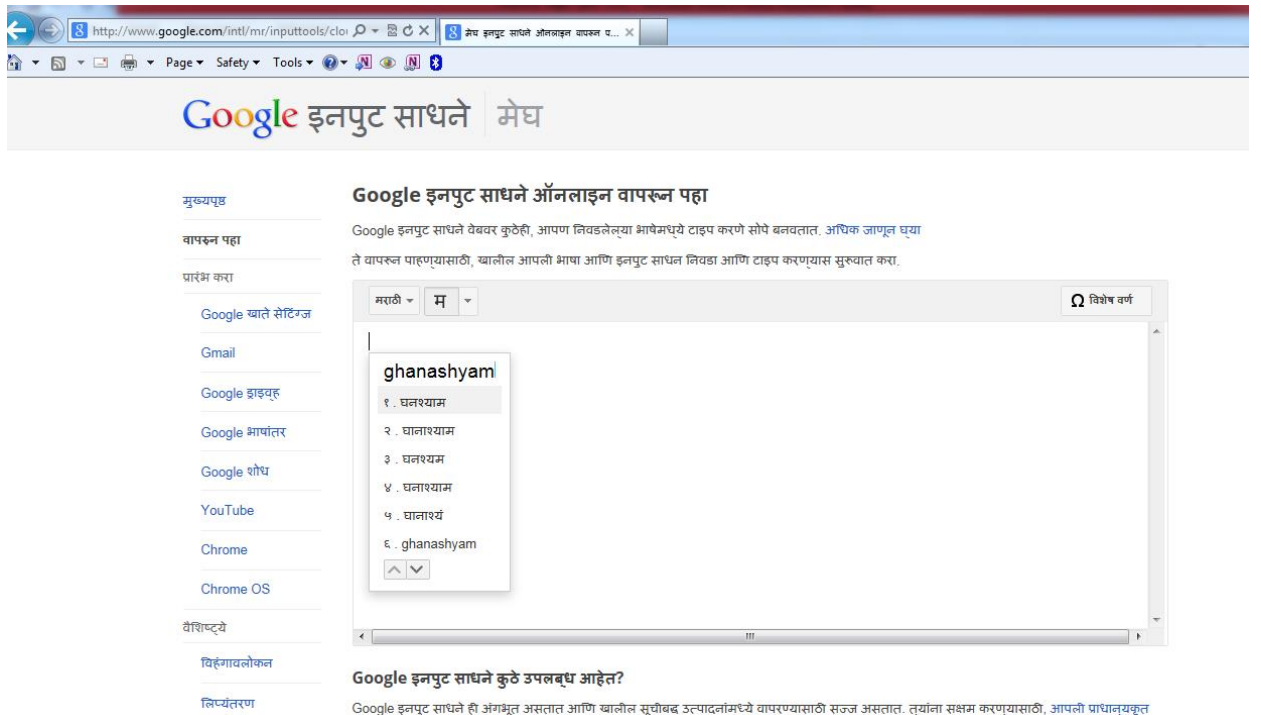 http://www.google.com/intl/mr/inputtools/clou
मेघ इनपुट साधने ऑनलाइन वापरून प...
Page Safety Tools
Google इनपुट साधने मेघ
मुख्यपृष्ठ
वापरून पहा
प्रारंभ करा
Google खाते सेटिंग्ज
Gmail
Google ड्राइव्ह
Google भाषांतर
Google शोध
YouTube
Chrome
Chrome OS
वैशिष्ट्ये
विहंगावलोकन
लिप्यंतरण
Google इनपुट साधने ऑनलाइन वापरून पहा
Google इनपुट साधने वेबवर कुठेही, आपण निवडलेल्या भाषेमध्ये टाइप करणे सोपे बनवतात. अधिक जाणून घ्या
ते वापरून पाहण्यासाठी, खालील आपली भाषा आणि इनपुट साधन निवडा आणि टाइप करण्यास सुरुवात करा.
मराठी म Ω विशेष वर्ण
ghanashyam
१ . घनश्याम
२ . घानाश्याम
३ . घनश्यम
४ . घनाश्याम
५ . घानाश्यं
६ . ghanashyam
Google इनपुट साधने कुठे उपलब्ध आहेत?
Google इनपुट साधने ही अंगभूत असतात आणि खालील सूचीबद्ध उत्पादनांमध्ये वापरण्यासाठी सज्ज असतात. त्यांना सक्षम करण्यासाठी, आपली प्राधान्यकृत